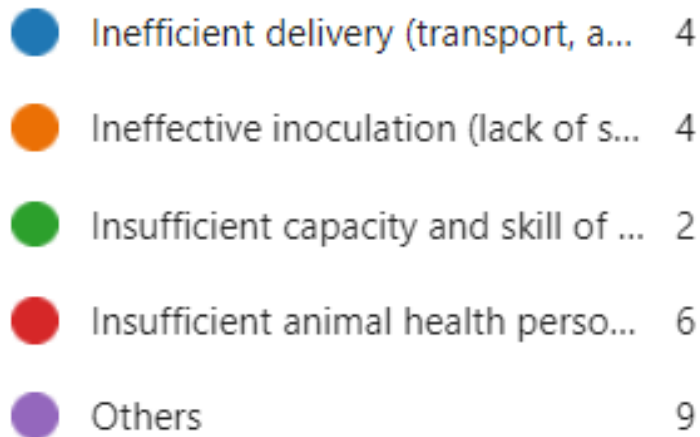 Inefficient delivery (transport, a... 4
Ineffective inoculation (lack of s... 4
Insufficient capacity and skill of ... 2
Insufficient animal health perso... 6
Others 9